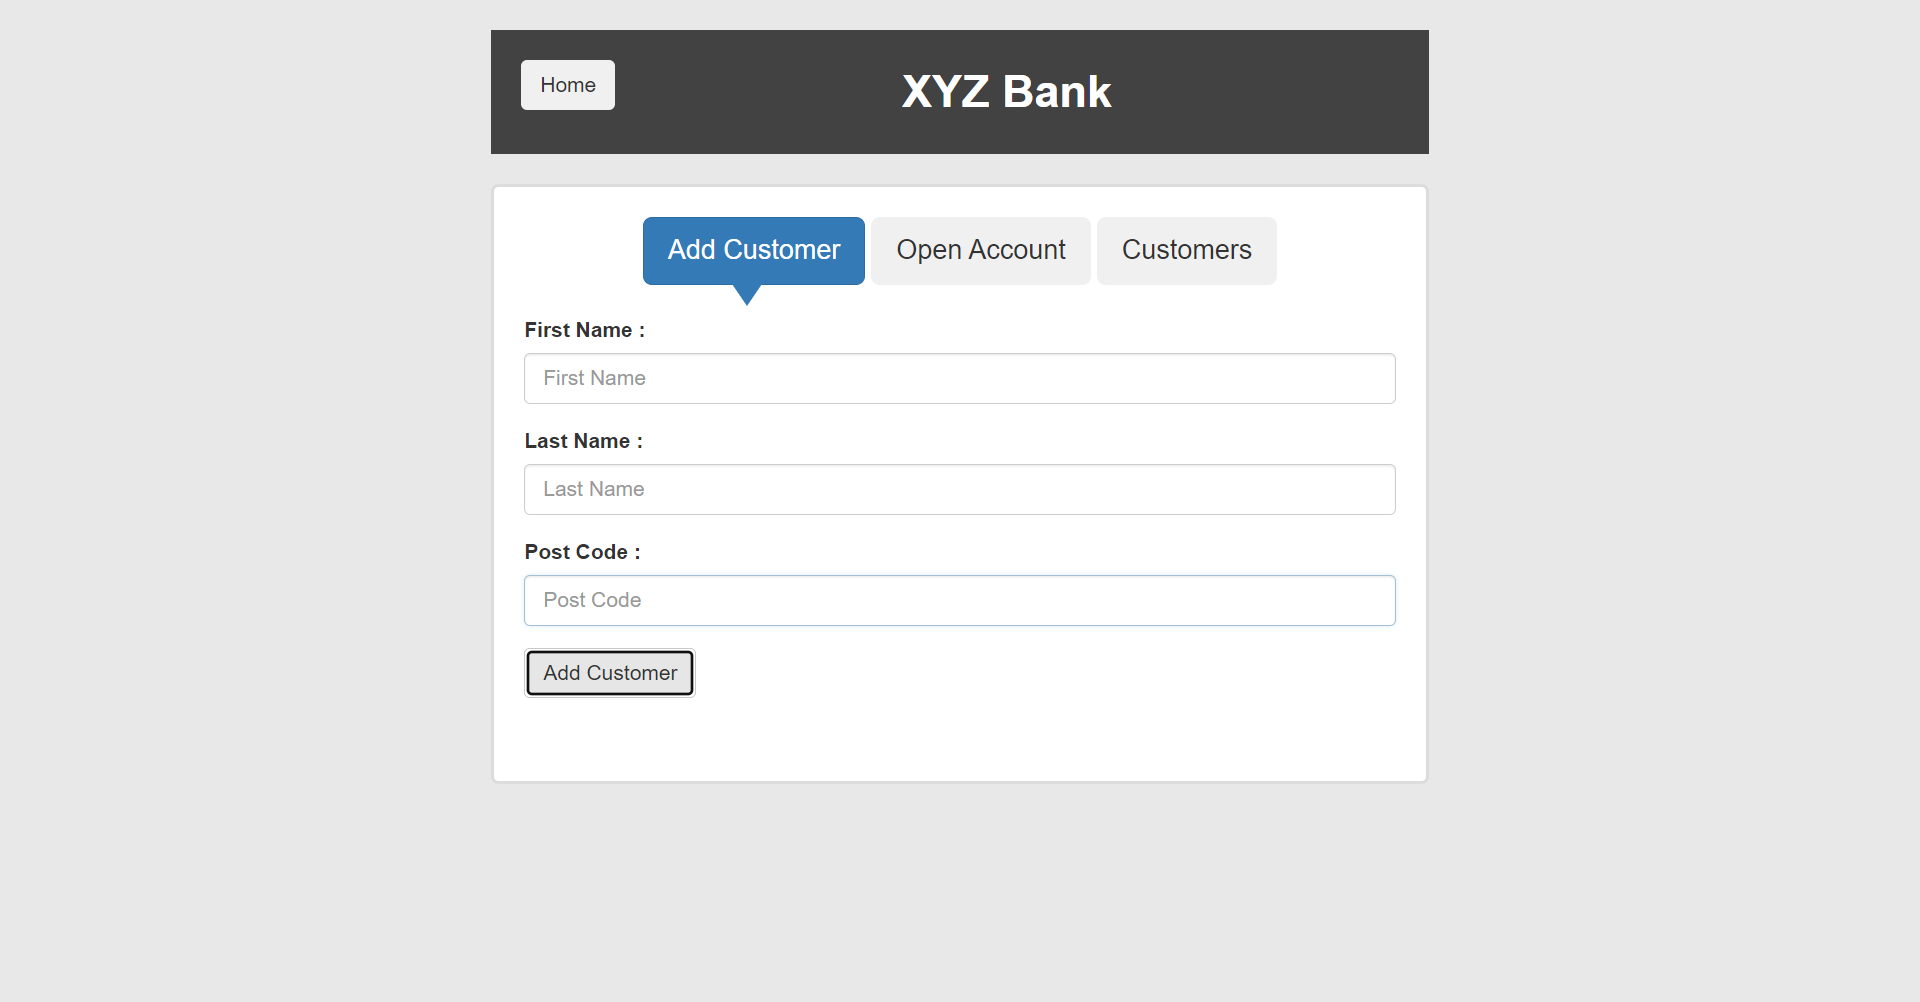 Home
XYZ Bank
Add Customer
Open Account
Customers
First Name :
First Name
Last Name :
Last Name
Post Code :
Post Code
Add Customer